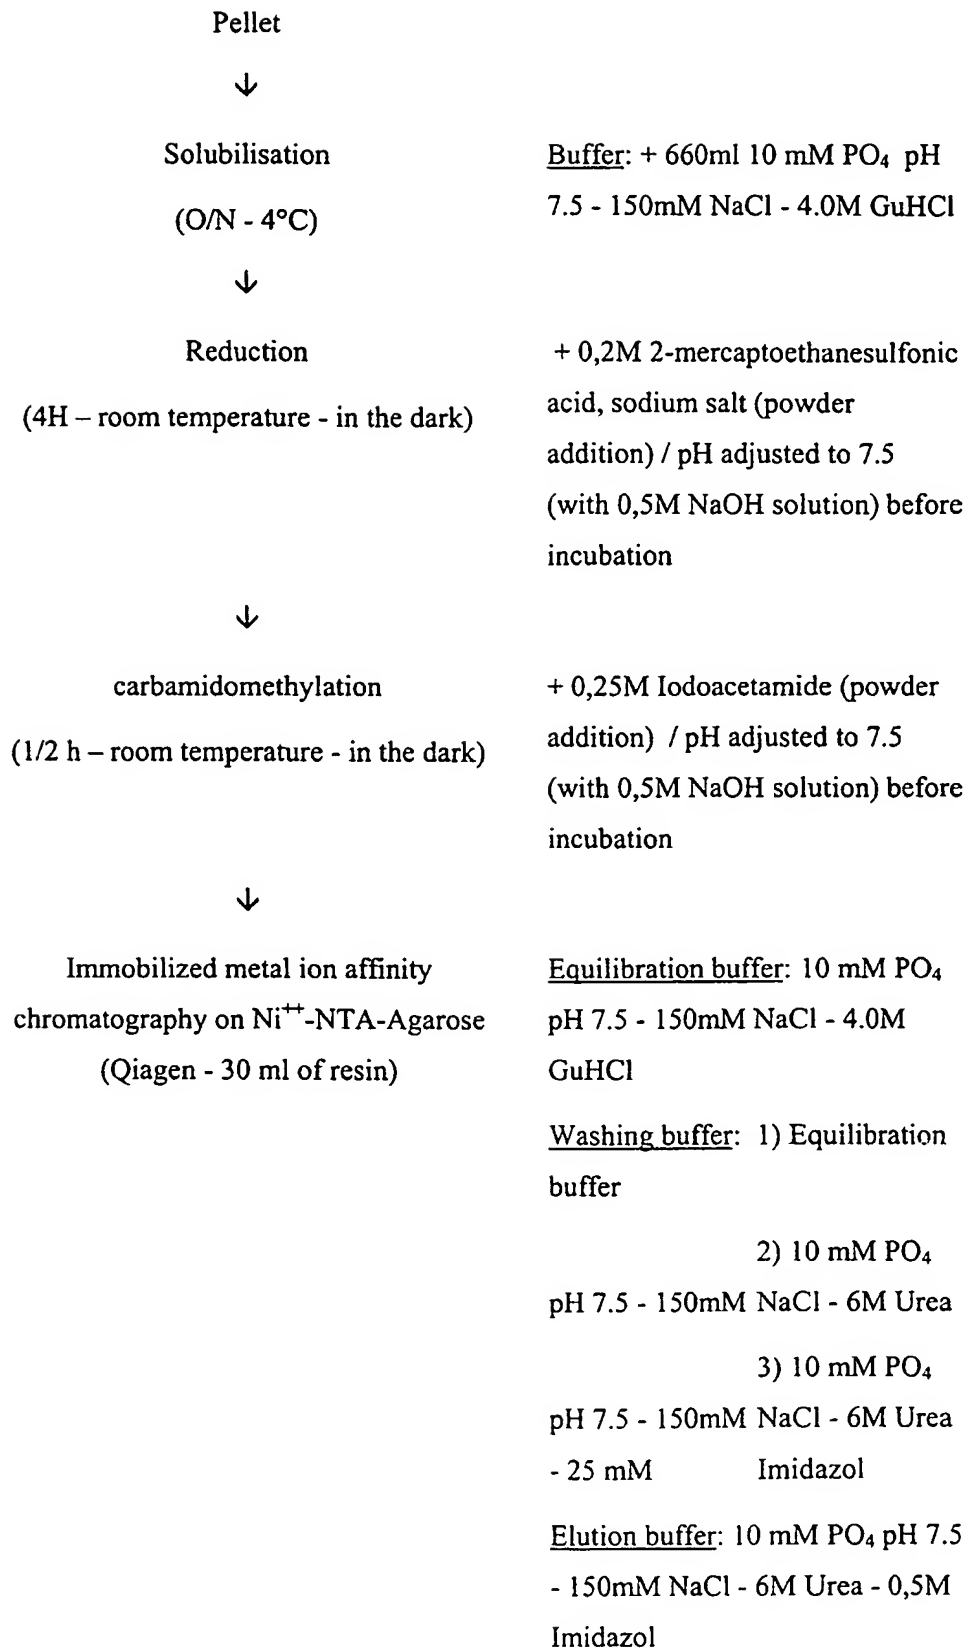 Pellet
↓
Solubilisation
(O/N - 4°C)
Buffer: + 660ml 10 mM PO₄ pH
7.5 - 150mM NaCl - 4.0M GuHCl
↓
Reduction
(4H – room temperature - in the dark)
+ 0,2M 2-mercaptoethanesulfonic
acid, sodium salt (powder
addition) / pH adjusted to 7.5
(with 0,5M NaOH solution) before
incubation
↓
carbamidomethylation
(1/2 h – room temperature - in the dark)
+ 0,25M Iodoacetamide (powder
addition) / pH adjusted to 7.5
(with 0,5M NaOH solution) before
incubation
↓
Immobilized metal ion affinity
chromatography on Ni⁺⁺-NTA-Agarose
(Qiagen - 30 ml of resin)
Equilibration buffer: 10 mM PO₄
pH 7.5 - 150mM NaCl - 4.0M
GuHCl
Washing buffer: 1) Equilibration
buffer
2) 10 mM PO₄
pH 7.5 - 150mM NaCl - 6M Urea
3) 10 mM PO₄
pH 7.5 - 150mM NaCl - 6M Urea
- 25 mM Imidazol
Elution buffer: 10 mM PO₄ pH 7.5
- 150mM NaCl - 6M Urea - 0,5M
Imidazol